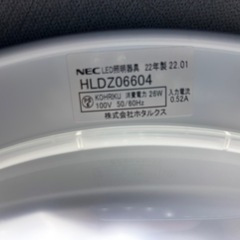 NEC LED照明器具 22年製 22.01
HLDZ06604
KOHRIKU 消費電力 26W 入力電流
100V 50/60Hz 0.52A
株式会社ホタルクス